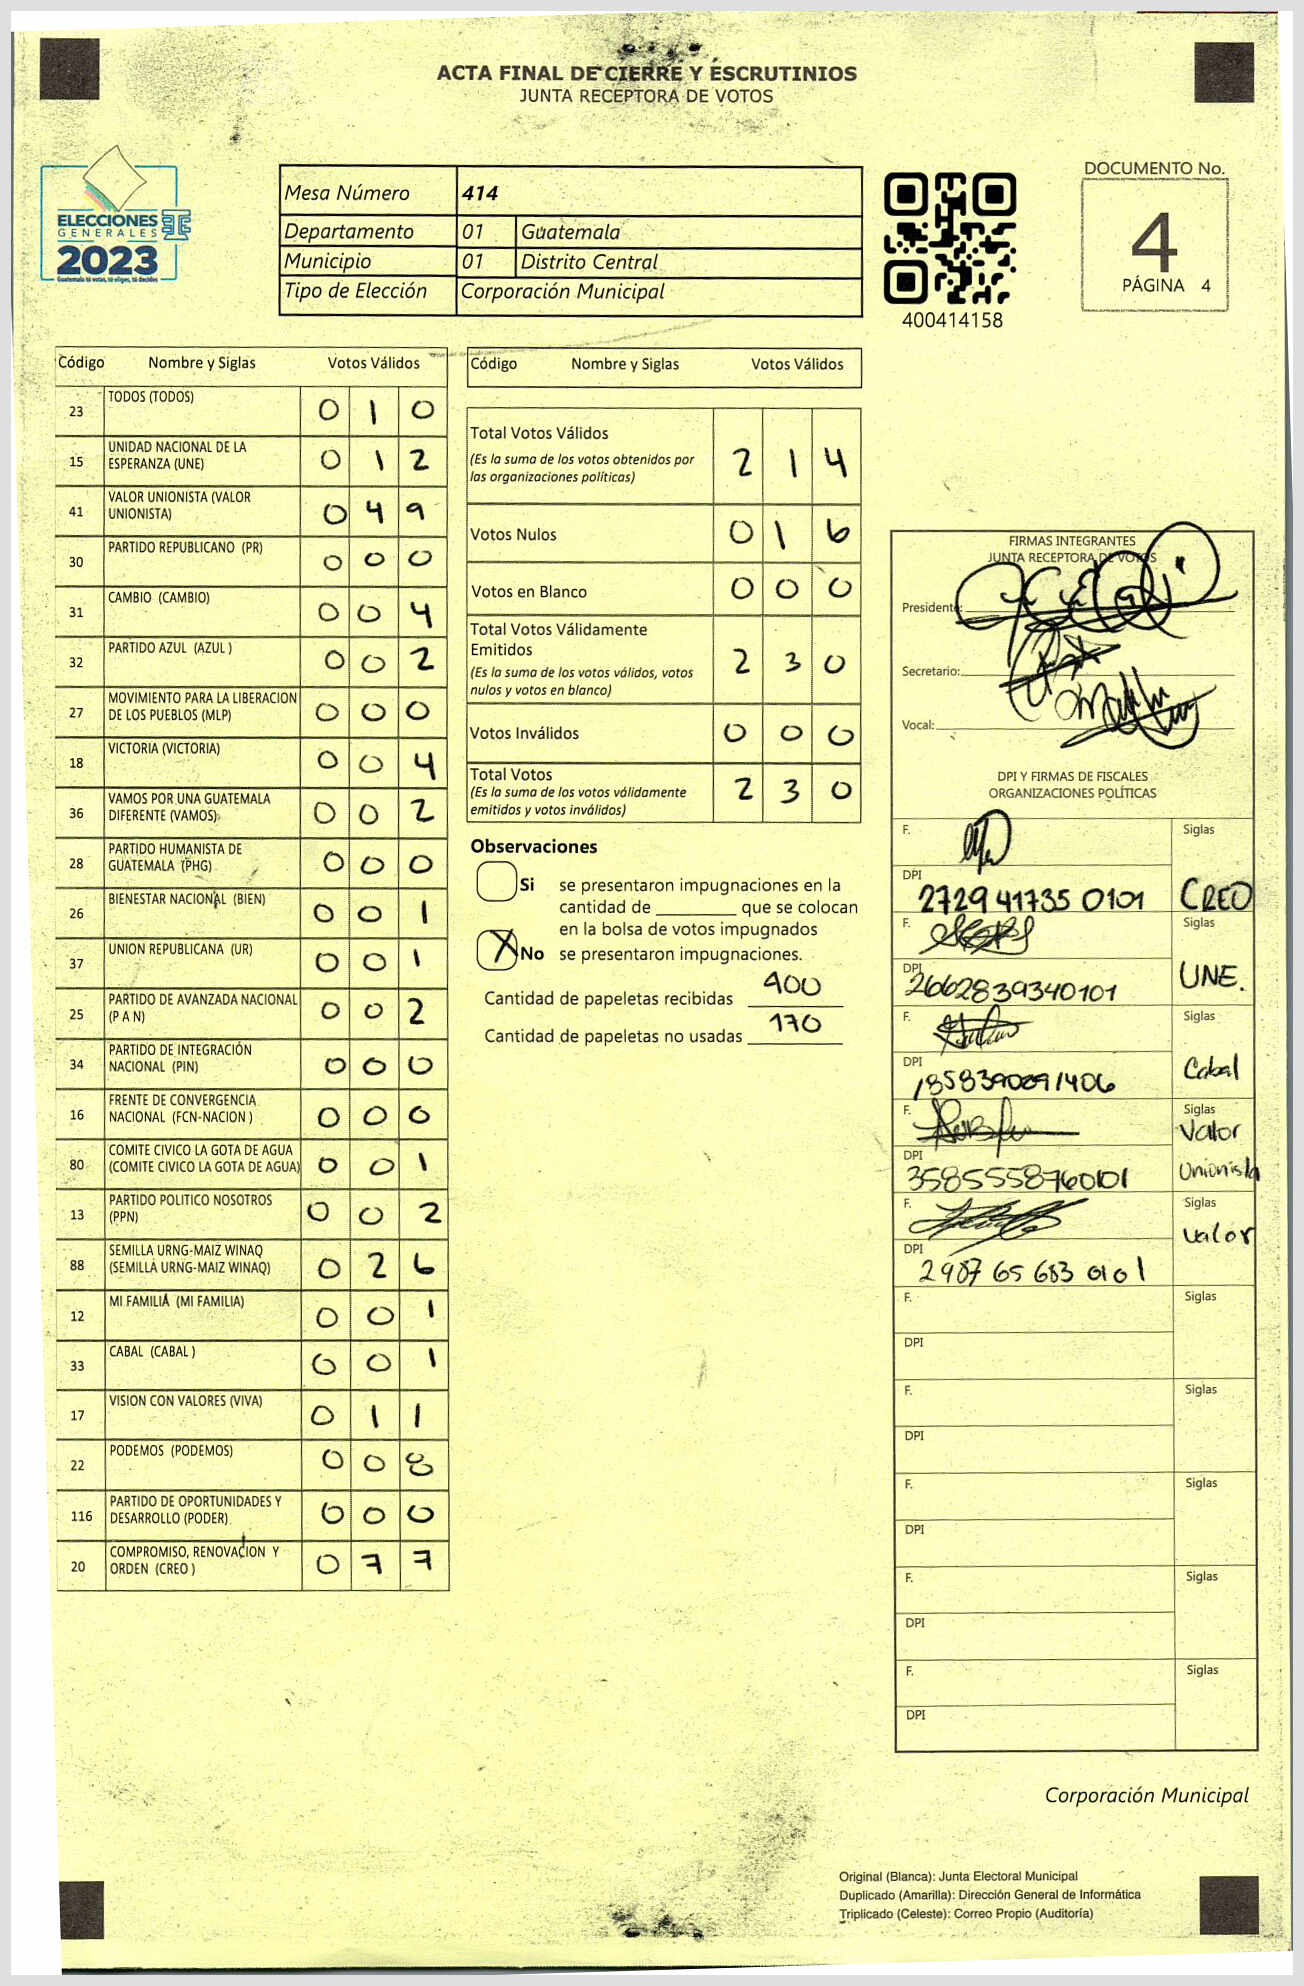 ACTA FINAL DE CIERRE Y ESCRUTINIOS
JUNTA RECEPTORA DE VOTOS
ELECCIONES
GENERALES
2023
Guatemala tú votas, tú eliges, tú decides
Mesa Número 414
Departamento 01 Guatemala
Municipio 01 Distrito Central
Tipo de Elección Corporación Municipal
400414158
DOCUMENTO No.
4
PÁGINA 4
Código Nombre y Siglas Votos Válidos
23 TODOS (TODOS) 0 1 0
15 UNIDAD NACIONAL DE LA
ESPERANZA (UNE) 0 1 2
41 VALOR UNIONISTA (VALOR
UNIONISTA) 0 4 9
30 PARTIDO REPUBLICANO (PR) 0 0 0
31 CAMBIO (CAMBIO) 0 0 4
32 PARTIDO AZUL (AZUL ) 0 0 2
27 MOVIMIENTO PARA LA LIBERACION
DE LOS PUEBLOS (MLP) 0 0 0
18 VICTORIA (VICTORIA) 0 0 4
36 VAMOS POR UNA GUATEMALA
DIFERENTE (VAMOS) 0 0 2
28 PARTIDO HUMANISTA DE
GUATEMALA (PHG) 0 0 0
26 BIENESTAR NACIONAL (BIEN) 0 0 1
37 UNION REPUBLICANA (UR) 0 0 1
25 PARTIDO DE AVANZADA NACIONAL
(P A N) 0 0 2
34 PARTIDO DE INTEGRACIÓN
NACIONAL (PIN) 0 0 0
16 FRENTE DE CONVERGENCIA
NACIONAL (FCN-NACION ) 0 0 0
80 COMITE CIVICO LA GOTA DE AGUA
(COMITE CIVICO LA GOTA DE AGUA) 0 0 1
13 PARTIDO POLITICO NOSOTROS
(PPN) 0 0 2
88 SEMILLA URNG-MAIZ WINAQ
(SEMILLA URNG-MAIZ WINAQ) 0 2 6
12 MI FAMILIA (MI FAMILIA) 0 0 1
33 CABAL (CABAL ) 0 0 1
17 VISION CON VALORES (VIVA) 0 1 1
22 PODEMOS (PODEMOS) 0 0 8
116 PARTIDO DE OPORTUNIDADES Y
DESARROLLO (PODER) 0 0 0
20 COMPROMISO, RENOVACION Y
ORDEN (CREO ) 0 7 7
Código Nombre y Siglas Votos Válidos
Total Votos Válidos
(Es la suma de los votos obtenidos por
las organizaciones políticas) 2 1 4
Votos Nulos 0 1 6
Votos en Blanco 0 0 0
Total Votos Válidamente
Emitidos
(Es la suma de los votos válidos, votos
nulos y votos en blanco) 2 3 0
Votos Inválidos 0 0 0
Total Votos
(Es la suma de los votos válidamente
emitidos y votos inválidos) 2 3 0
Observaciones
Si se presentaron impugnaciones en la
cantidad de ________ que se colocan
en la bolsa de votos impugnados
X No se presentaron impugnaciones.
Cantidad de papeletas recibidas 400
Cantidad de papeletas no usadas 170
FIRMAS INTEGRANTES
JUNTA RECEPTORA DE VOTOS
Presidente:
Secretario:
Vocal:
DPI Y FIRMAS DE FISCALES
ORGANIZACIONES POLÍTICAS
F. Siglas
DPI 2729 41735 0101 CREO
F. Siglas
DPI 2662839340101 UNE.
F. Siglas
DPI 1858390091406 Cabal
F. Siglas
Valor
DPI 3585558760101 Unionista
F. Siglas
Valor
DPI 2987 65 683 0101
F. Siglas
DPI
F. Siglas
DPI
F. Siglas
DPI
F. Siglas
DPI
F. Siglas
DPI
Corporación Municipal
Original (Blanca): Junta Electoral Municipal
Duplicado (Amarilla): Dirección General de Informática
Triplicado (Celeste): Correo Propio (Auditoría)